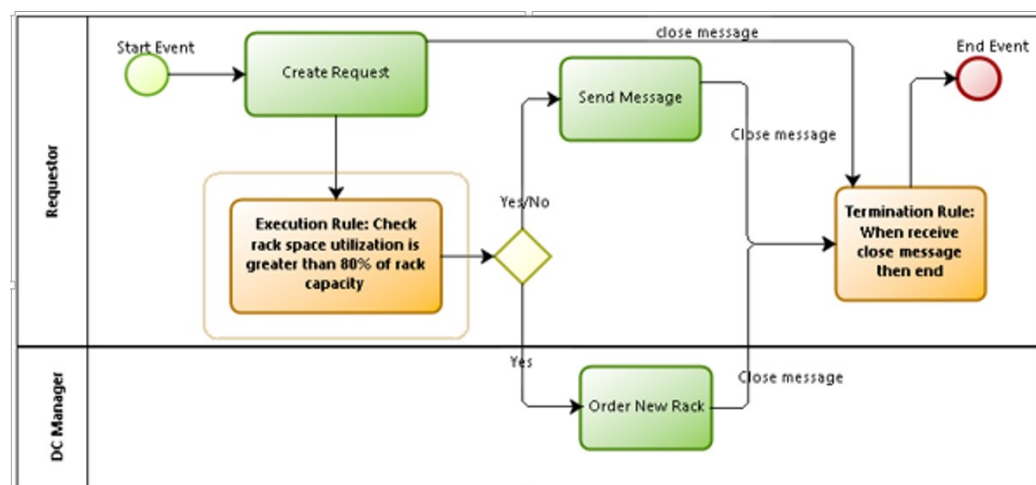 Requestor
Start Event
Create Request
close message
End Event
Send Message
Close message
Yes/No
Execution Rule: Check
rack space utilization is
greater than 80% of rack
capacity
Termination Rule:
When receive
close message
then end
DC Manager
Yes
Order New Rack
Close message